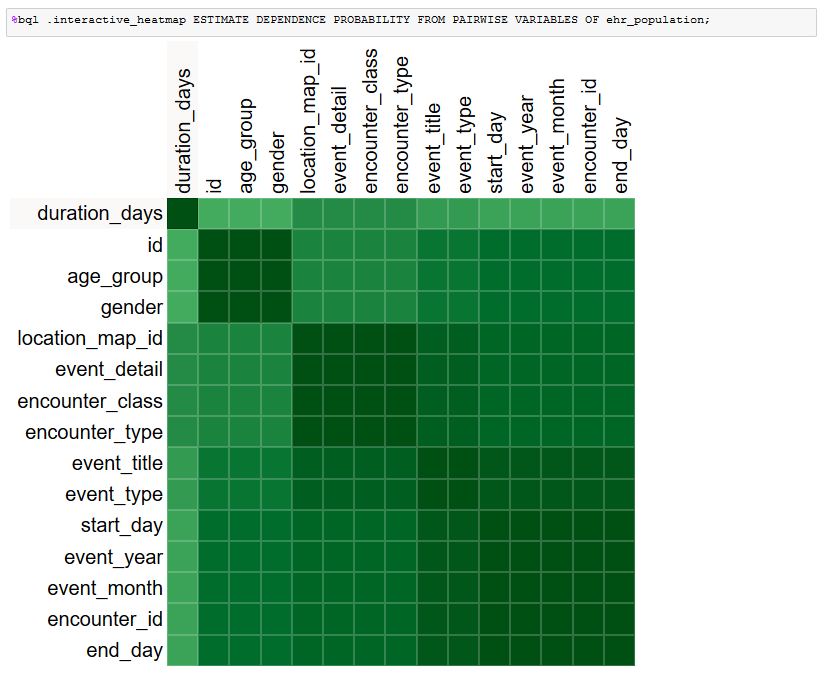 %bql .interactive_heatmap ESTIMATE DEPENDENCE PROBABILITY FROM PAIRWISE VARIABLES OF ehr_population;
duration_days
id
age_group
gender
location_map_id
event_detail
encounter_class
encounter_type
event_title
event_type
start_day
event_year
event_month
encounter_id
end_day
duration_days
id
age_group
gender
location_map_id
event_detail
encounter_class
encounter_type
event_title
event_type
start_day
event_year
event_month
encounter_id
end_day